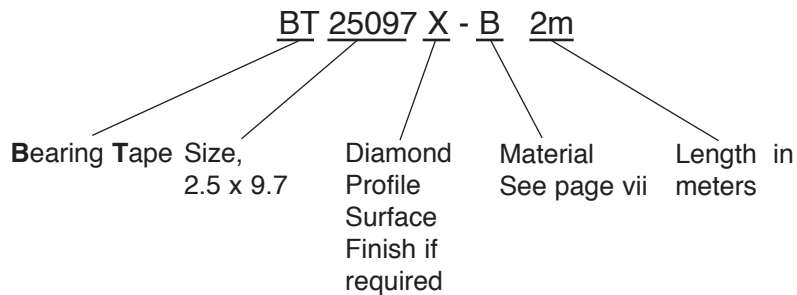 BT 25097 X - B 2m
Bearing Tape
Size,
2.5 x 9.7
Diamond
Profile
Surface
Finish if
required
Material
See page vii
Length in
meters